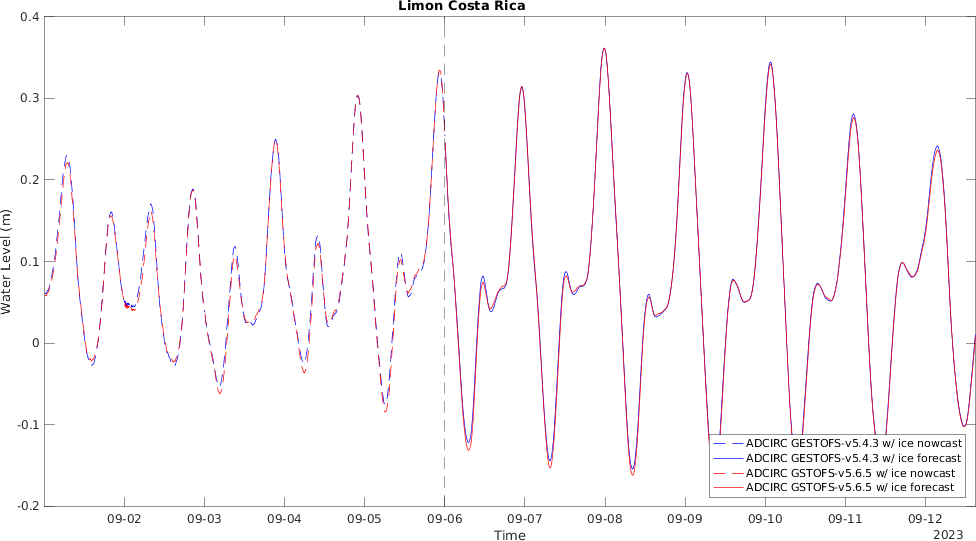 Limon Costa Rica
0.4
0.3
0.2
0.1
0
-0.1
-0.2
Water Level (m)
ADCIRC GESTOFS-v5.4.3 w/ ice nowcast
ADCIRC GESTOFS-v5.4.3 w/ ice forecast
ADCIRC GSTOFS-v5.6.5 w/ ice nowcast
ADCIRC GSTOFS-v5.6.5 w/ ice forecast
09-02 09-03 09-04 09-05 09-06 09-07 09-08 09-09 09-10 09-11 09-12
Time
2023